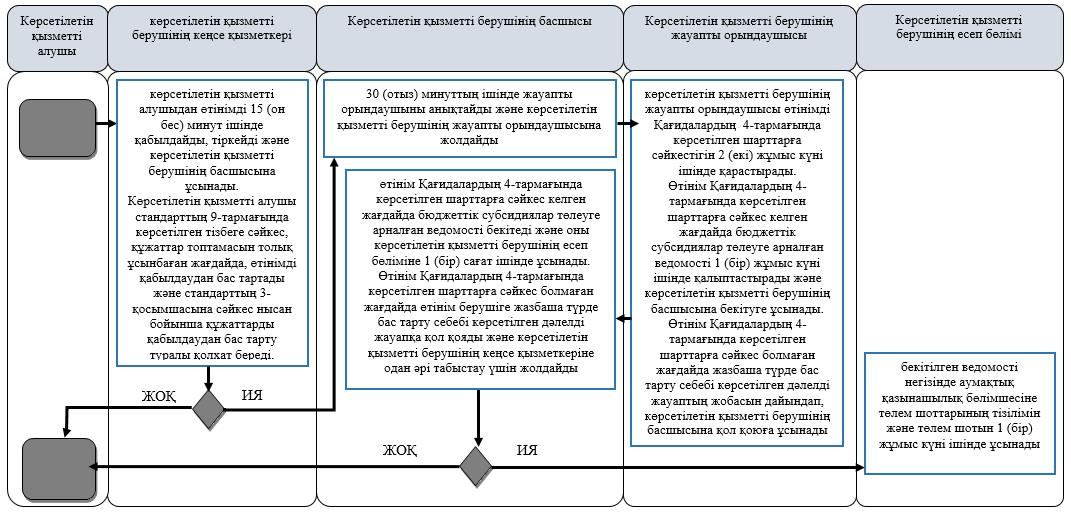 Көрсетілетін
қызметті
алушы
көрсетілетін қызметті
берушінің кеңсе қызметкері
Көрсетілетін қызметті берушінің басшысы
Көрсетілетін қызметті берушінің
жауапты орындаушысы
Көрсетілетін қызметті
берушінің есеп бөлімі
көрсетілетін қызметті
алушыдан өтінімді 15 (он
бес) минут ішінде
қабылдайды, тіркейді және
көрсетілетін қызметті
берушінің басшысына
ұсынады.
Көрсетілетін қызметті алушы
стандарттың 9-тармағында
көрсетілген тізбеге сәйкес,
құжаттар топтамасын толық
ұсынбаған жағдайда, өтінімді
қабылдаудан бас тартады
және стандарттың 3-
қосымшасына сәйкес нысан
бойынша құжаттарды
қабылдаудан бас тарту
туралы қолхат береді.
30 (отыз) минуттың ішінде жауапты
орындаушыны анықтайды және көрсетілетін
қызметті берушінің жауапты орындаушысына
жолдайды
өтінім Қағидалардың 4-тармағында
көрсетілген шарттарға сәйкес келген
жағдайда бюджеттік субсидиялар төлеуге
арналған ведомості бекітеді және оны
көрсетілетін қызметті берушінің есеп
бөліміне 1 (бір) сағат ішінде ұсынады.
Өтінім Қағидалардың 4-тармағында
көрсетілген шарттарға сәйкес болмаған
жағдайда өтінім берушіге жазбаша түрде
бас тарту себебі көрсетілген дәлелді
жауапқа қол қояды және көрсетілетін
қызметті берушінің кеңсе қызметкеріне
одан әрі табыстау үшін жолдайды
көрсетілетін қызметті берушінің
жауапты орындаушысы өтінімді
Қағидалардың 4-тармағында
көрсетілген шарттарға
сәйкестігін 2 (екі) жұмыс күні
ішінде қарастырады.
Өтінім Қағидалардың 4-
тармағында көрсетілген
шарттарға сәйкес келген
жағдайда бюджеттік
субсидиялар төлеуге арналған
ведомості 1 (бір) жұмыс күні
ішінде қалыптастырады және
көрсетілетін қызметті берушінің
басшысына бекітуге ұсынады.
Өтінім Қағидалардың 4-
тармағында көрсетілген
шарттарға сәйкес болмаған
жағдайда жазбаша түрде бас
тарту себебі көрсетілген дәлелді
жауаптың жобасын дайындап,
көрсетілетін қызметті берушінің
басшысына қол қоюға ұсынады
бекітілген ведомості
негізінде аумақтық
қазынашылық бөлімшесіне
төлем шоттарының тізілімін
және төлем шотын 1 (бір)
жұмыс күні ішінде ұсынады
ЖОҚ
ИЯ
ЖОҚ
ИЯ